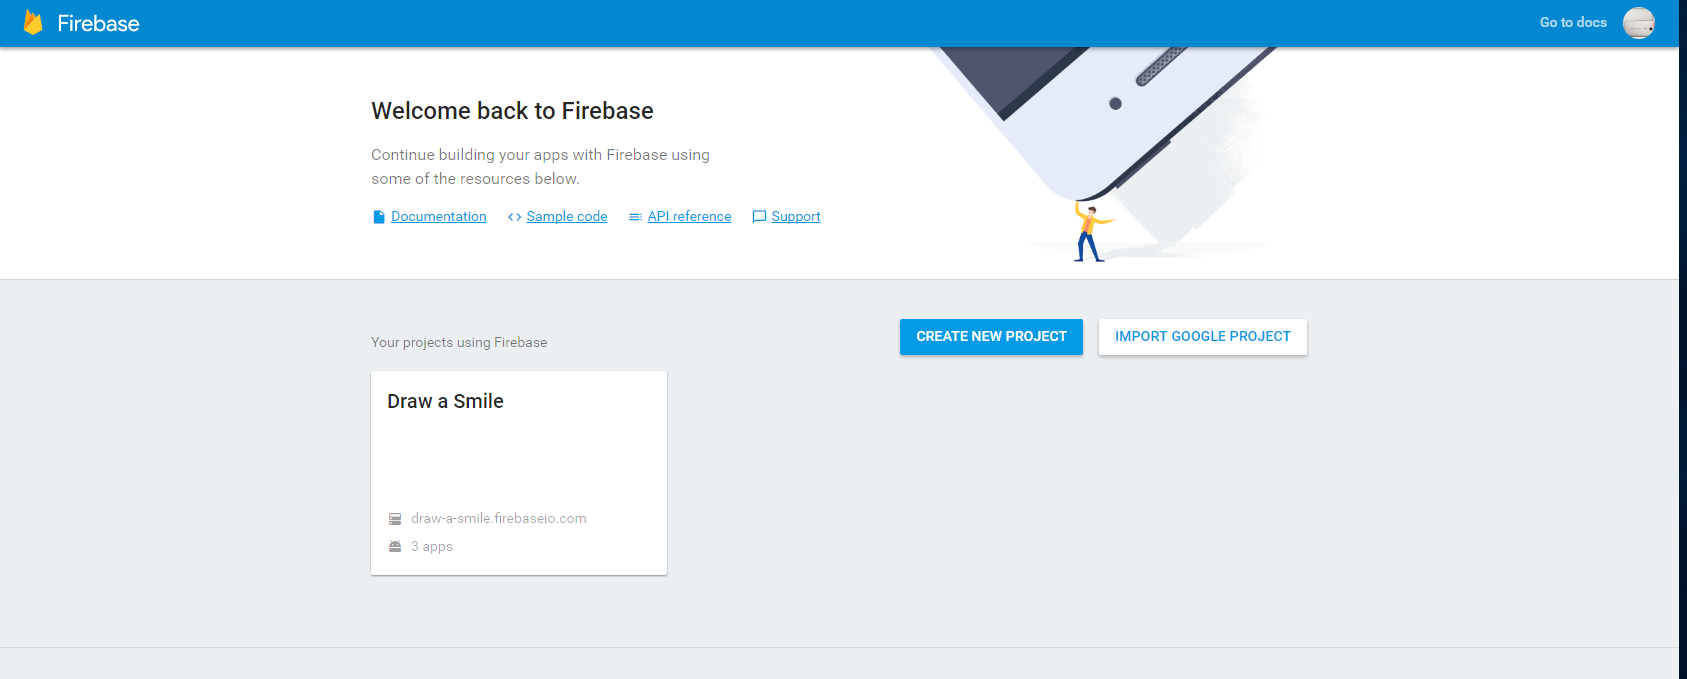 Firebase
Go to docs
Welcome back to Firebase
Continue building your apps with Firebase using
some of the resources below.
Documentation Sample code API reference Support
CREATE NEW PROJECT IMPORT GOOGLE PROJECT
Your projects using Firebase
Draw a Smile
draw-a-smile.firebaseio.com
3 apps